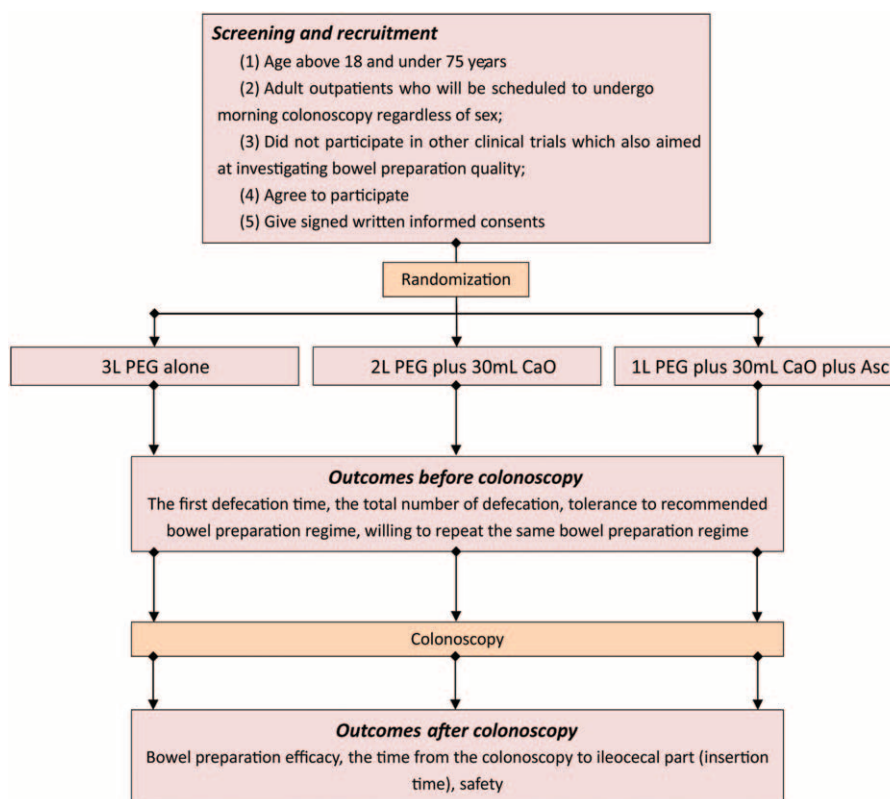 Screening and recruitment
(1) Age above 18 and under 75 years;
(2) Adult outpatients who will be scheduled to undergo
morning colonoscopy regardless of sex;
(3) Did not participate in other clinical trials which also aimed
at investigating bowel preparation quality;
(4) Agree to participate
(5) Give signed written informed consents
Randomization
3L PEG alone
2L PEG plus 30mL CaO
1L PEG plus 30mL CaO plus Asc
Outcomes before colonoscopy
The first defecation time, the total number of defecation, tolerance to recommended
bowel preparation regime, willing to repeat the same bowel preparation regime
Colonoscopy
Outcomes after colonoscopy
Bowel preparation efficacy, the time from the colonoscopy to ileocecal part (insertion
time), safety